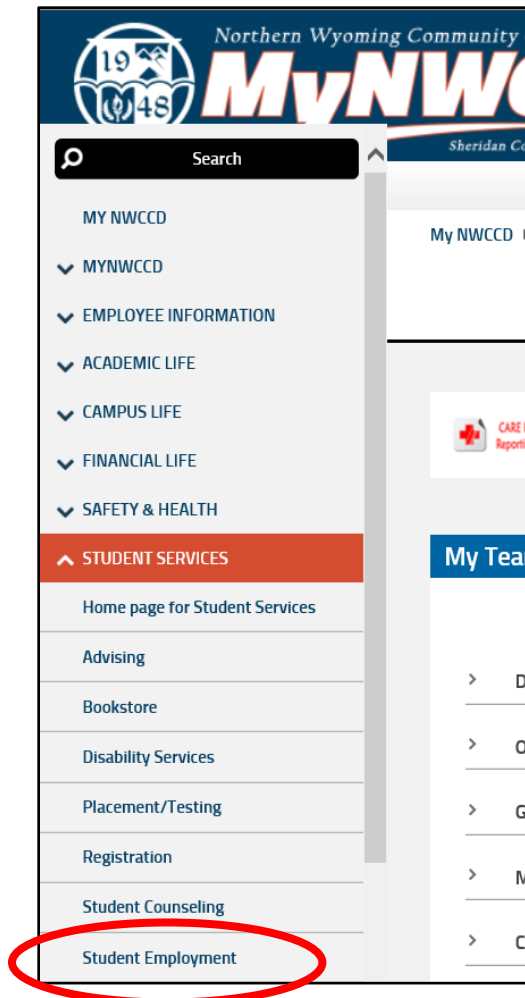 Northern Wyoming Community
19
48
MyNW
Sheridan
Search
MY NWCCD
My NWCCD
MYNWCCD
EMPLOYEE INFORMATION
ACADEMIC LIFE
CAMPUS LIFE
CARE
FINANCIAL LIFE
SAFETY & HEALTH
STUDENT SERVICES
My
Home page for Student Services
Advising
Bookstore
Disability Services
Placement/Testing
Registration
Student Counseling
Student Employment